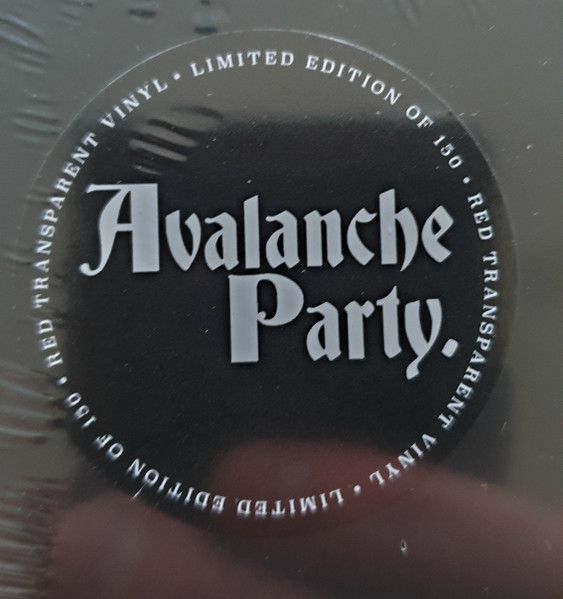 RED TRANSPARENT VINYL • LIMITED EDITION OF 150 • RED TRANSPARENT VINYL • LIMITED EDITION OF 150 •
Avalanche
Party.